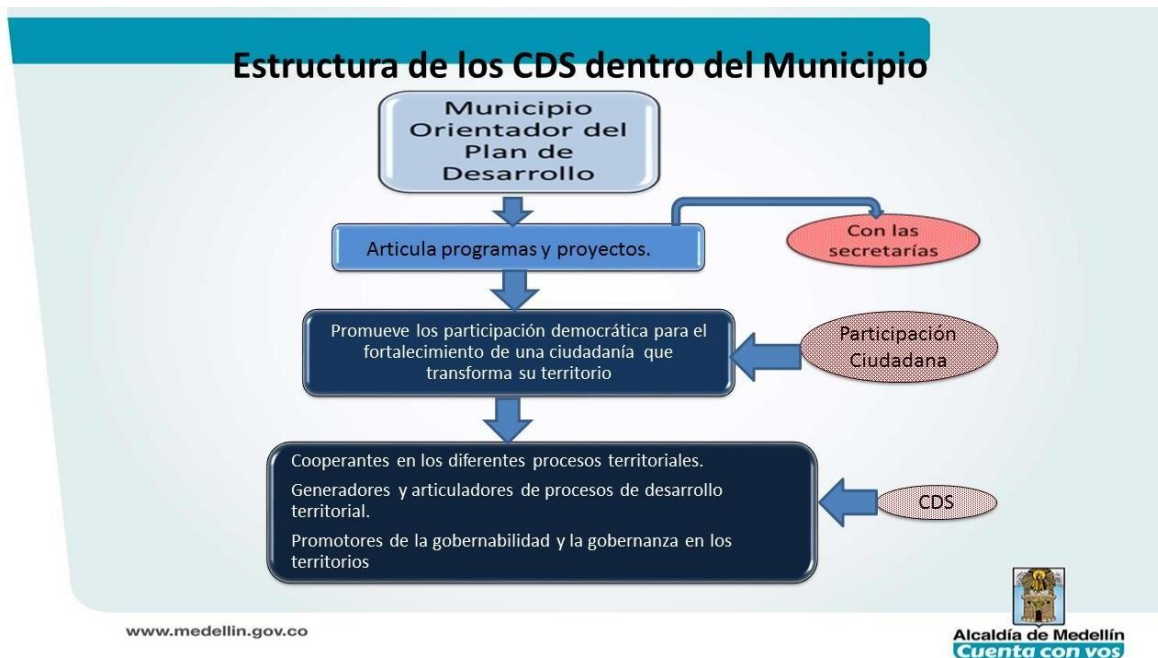 Estructura de los CDS dentro del Municipio
Municipio
Orientador del
Plan de
Desarrollo
Articula programas y proyectos.
Con las
secretarías
Promueve los participación democrática para el
fortalecimiento de una ciudadanía que
transforma su territorio
Participación
Ciudadana
Cooperantes en los diferentes procesos territoriales.
Generadores y articuladores de procesos de desarrollo
territorial.
Promotores de la gobernabilidad y la gobernanza en los
territorios
CDS
www.medellin.gov.co
Alcaldía de Medellín
Cuenta con vos